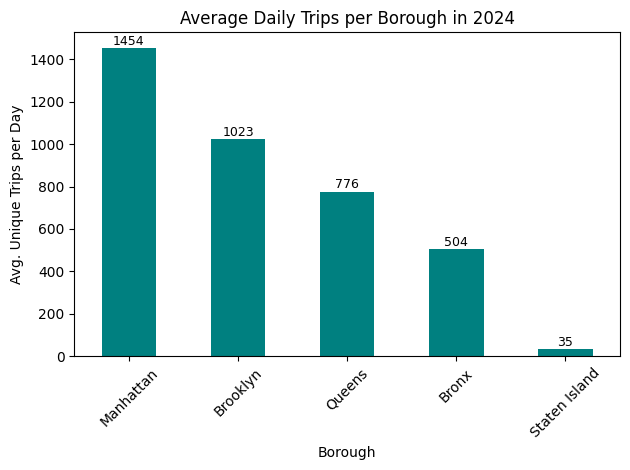 Average Daily Trips per Borough in 2024
Avg. Unique Trips per Day
1400
1200
1000
800
600
400
200
0
1454
1023
776
504
35
Manhattan
Brooklyn
Queens
Bronx
Staten Island
Borough